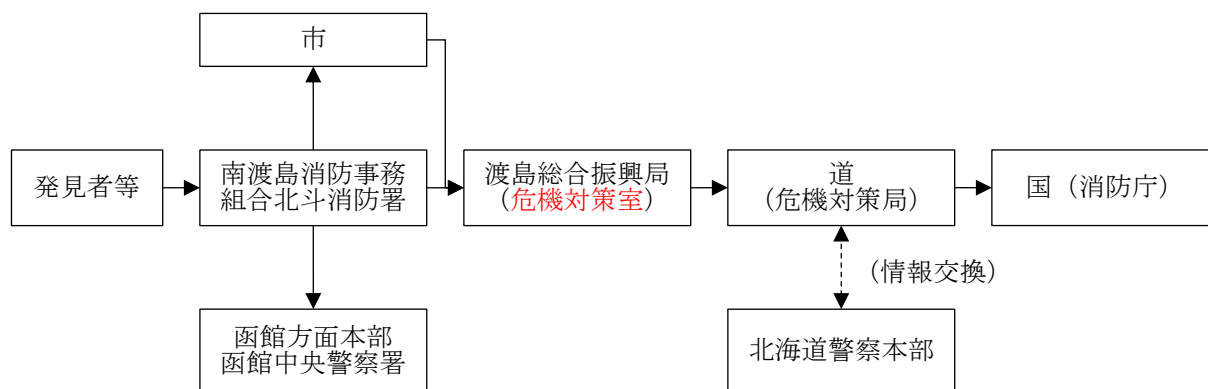 市
発見者等
南渡島消防事務
組合北斗消防署
渡島総合振興局
（危機対策室）
道
（危機対策局）
国（消防庁）
（情報交換）
函館方面本部
函館中央警察署
北海道警察本部